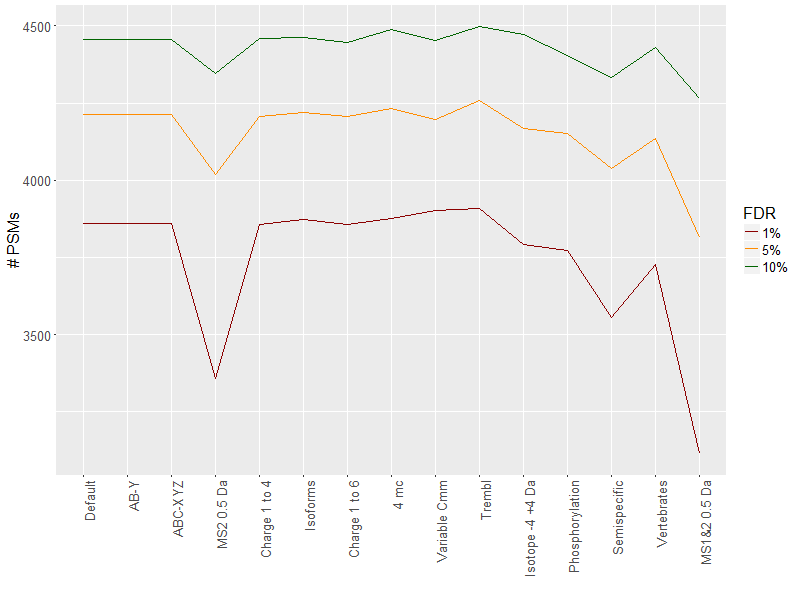 4500
4000
3500
# PSMs
FDR
1%
5%
10%
Default
AB-Y
ABC-XYZ
MS2 0.5 Da
Charge 1 to 4
Isoforms
Charge 1 to 6
4 mc
Variable Cmm
Trembl
Isotope -4 +4 Da
Phosphorylation
Semispecific
Vertebrates
MS1&2 0.5 Da